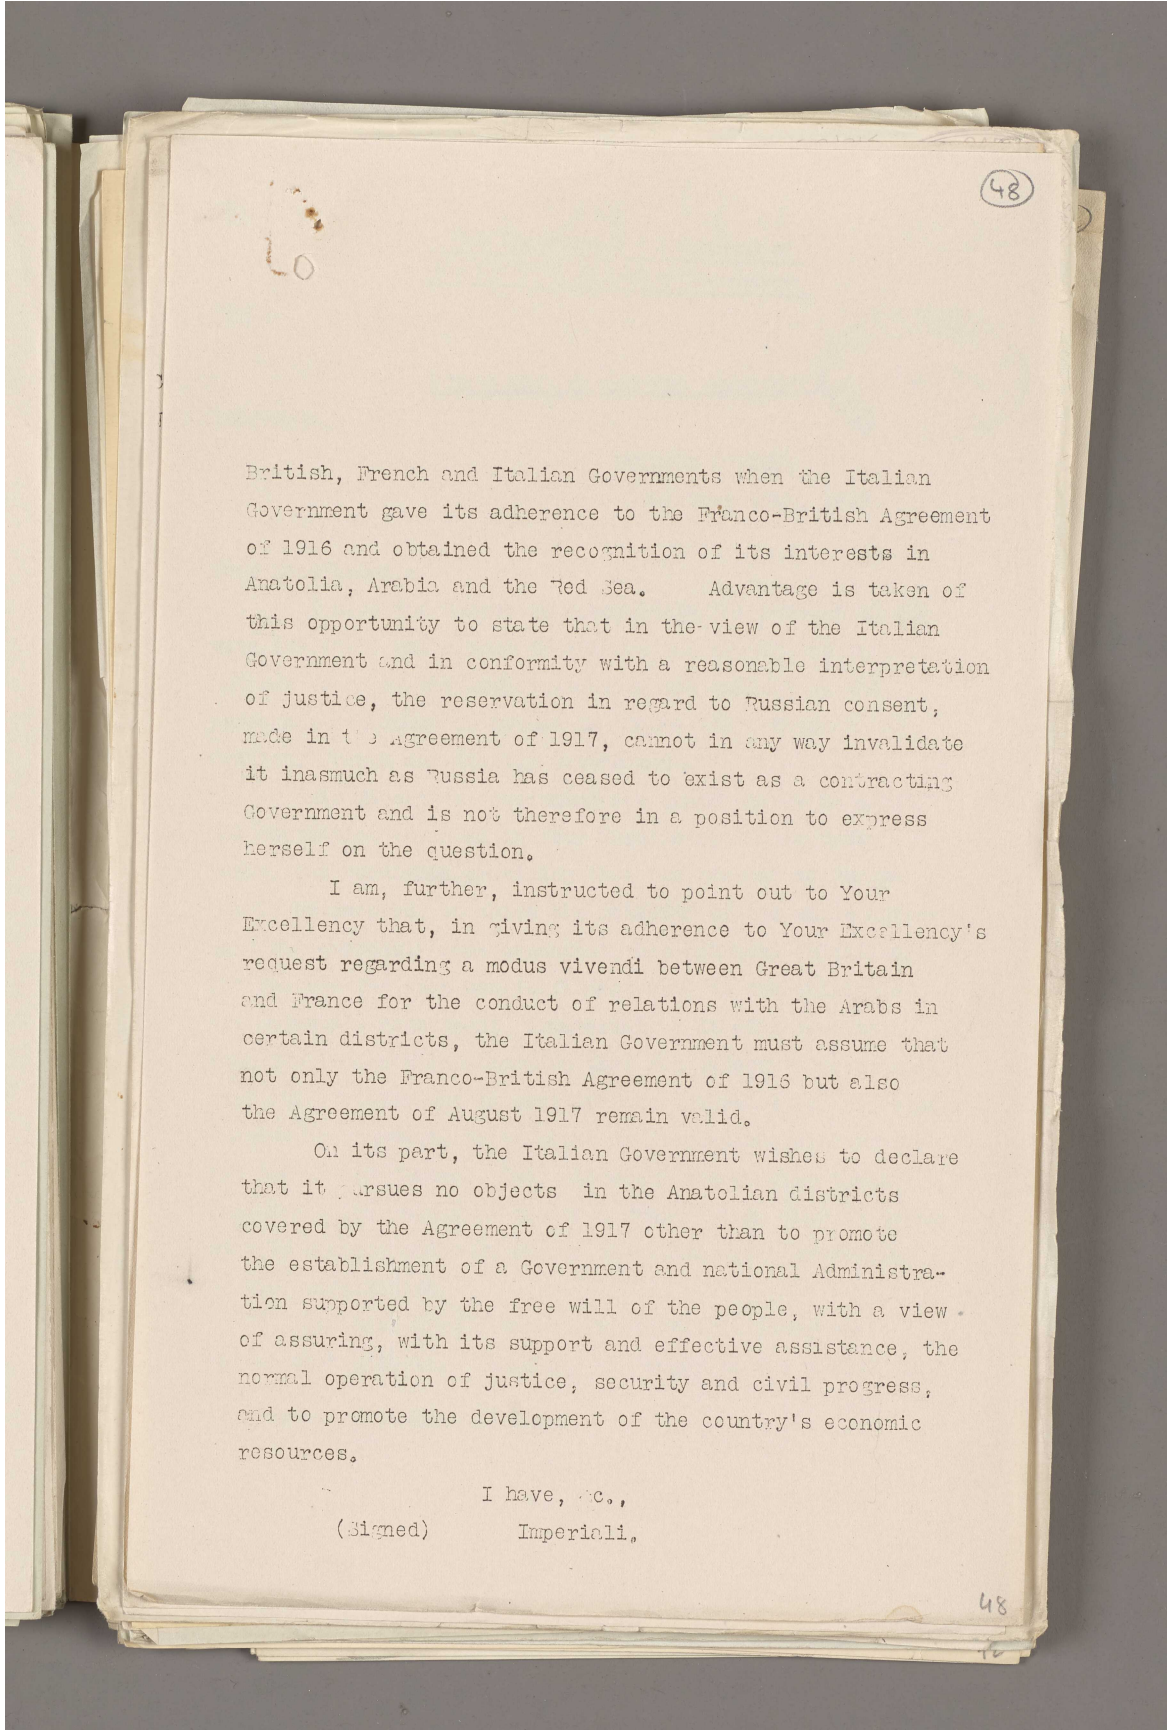 48
British, French and Italian Governments when the Italian
Government gave its adherence to the Franco-British Agreement
of 1916 and obtained the recognition of its interests in
Anatolia, Arabia and the Red Sea. Advantage is taken of
this opportunity to state that in the view of the Italian
Government and in conformity with a reasonable interpretation
of justice, the reservation in regard to Russian consent,
made in the Agreement of 1917, cannot in any way invalidate
it inasmuch as Russia has ceased to exist as a contracting
Government and is not therefore in a position to express
herself on the question.
I am, further, instructed to point out to Your
Excellency that, in giving its adherence to Your Excellency's
request regarding a modus vivendi between Great Britain
and France for the conduct of relations with the Arabs in
certain districts, the Italian Government must assume that
not only the Franco-British Agreement of 1916 but also
the Agreement of August 1917 remain valid.
On its part, the Italian Government wishes to declare
that it pursues no objects in the Anatolian districts
covered by the Agreement of 1917 other than to promote
the establishment of a Government and national Administra-
tion supported by the free will of the people, with a view
of assuring, with its support and effective assistance, the
normal operation of justice, security and civil progress,
and to promote the development of the country's economic
resources.
I have, &c.,
(Signed) Imperiali.
48